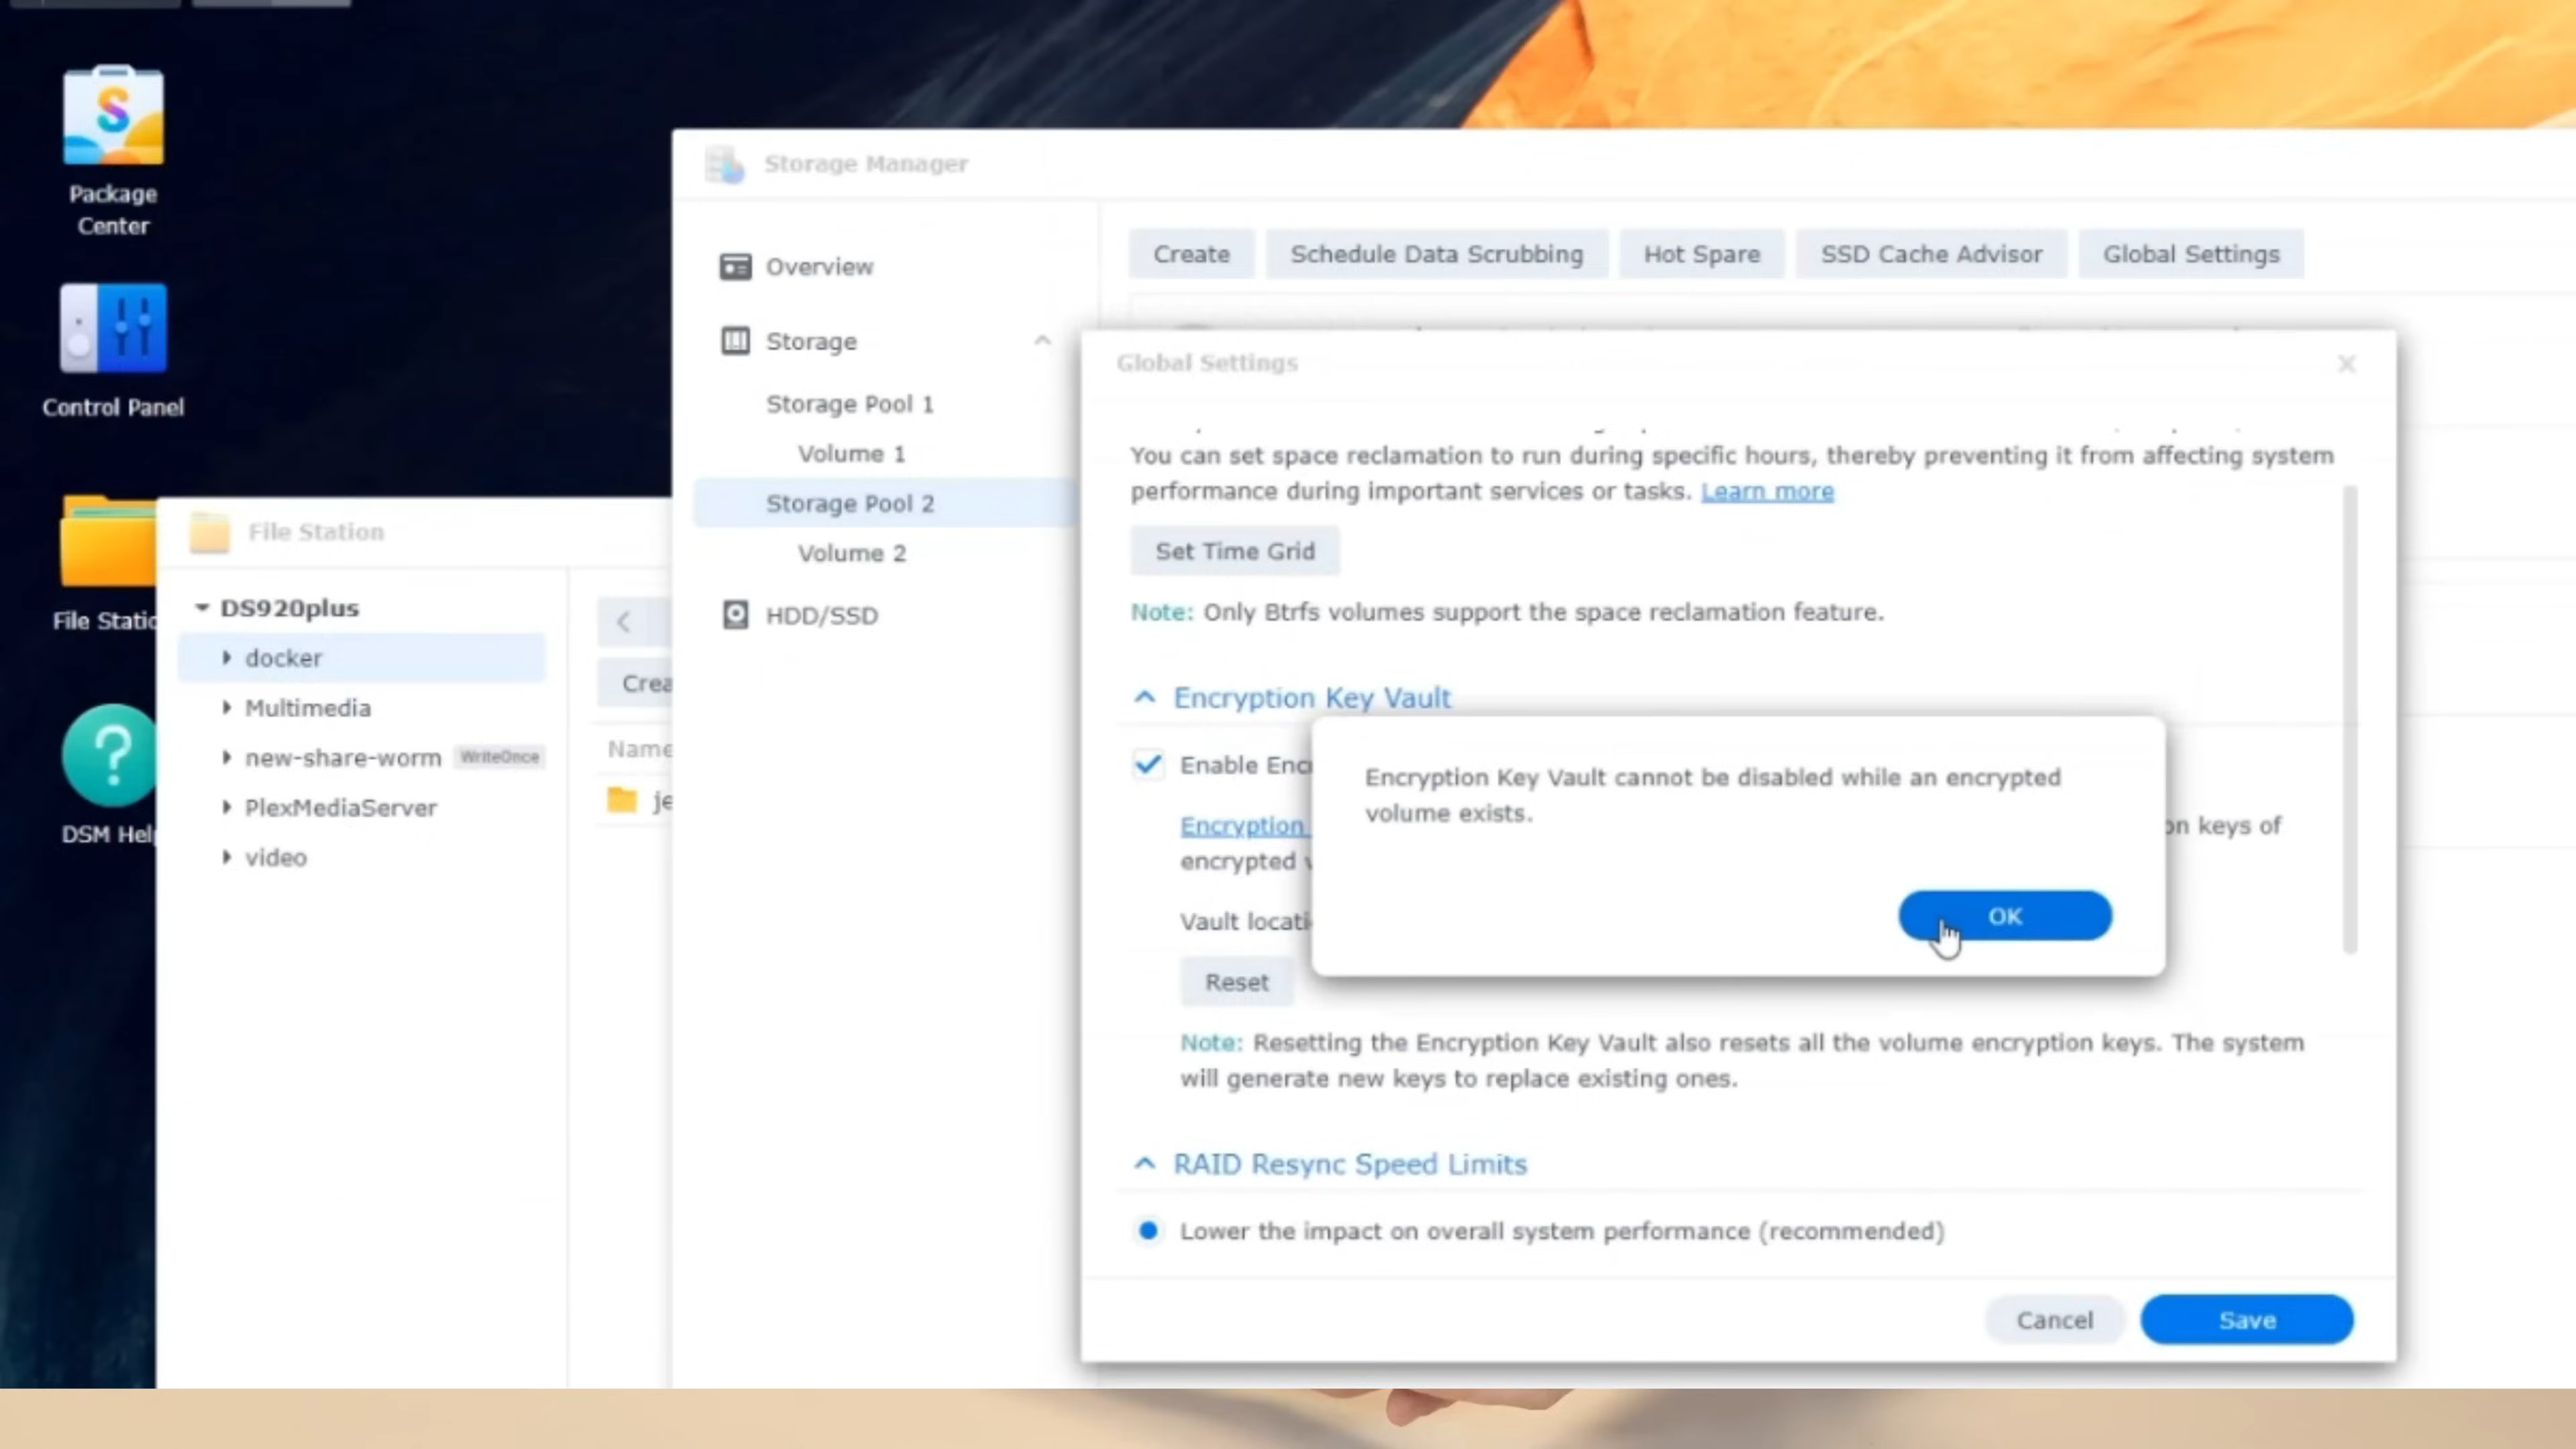 Package
Center
Control Panel
File Static
DSM Hel
File Station
DS920plus
docker
Multimedia
new-share-worm WriteOnce
PlexMediaServer
video
Crea
Name
je
Storage Manager
Overview
Storage
Storage Pool 1
Volume 1
Storage Pool 2
Volume 2
HDD/SSD
Create Schedule Data Scrubbing Hot Spare SSD Cache Advisor Global Settings
Global Settings
You can set space reclamation to run during specific hours, thereby preventing it from affecting system
performance during important services or tasks. Learn more
Set Time Grid
Note: Only Btrfs volumes support the space reclamation feature.
Encryption Key Vault
Enable Encr
Encryption
on keys of
encrypted v
Vault locati
Reset
Note: Resetting the Encryption Key Vault also resets all the volume encryption keys. The system
will generate new keys to replace existing ones.
Encryption Key Vault cannot be disabled while an encrypted
volume exists.
OK
RAID Resync Speed Limits
Lower the impact on overall system performance (recommended)
Cancel Save